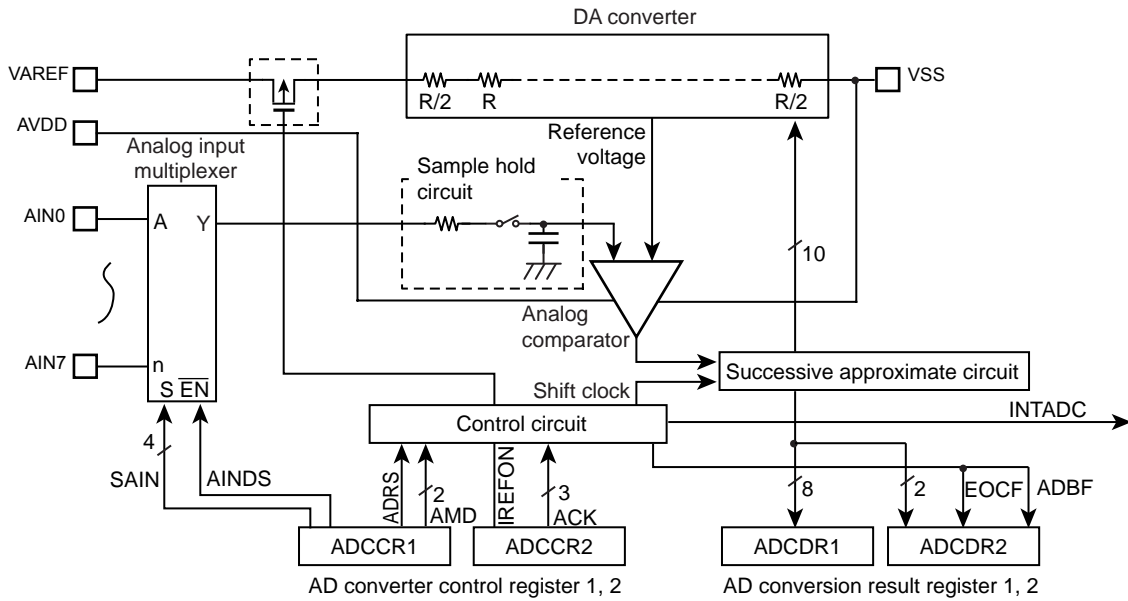 DA converter
VAREF
VSS
R/2
R
R/2
AVDD
Analog input
multiplexer
Reference
voltage
Sample hold
circuit
AIN0
A
Y
10
Analog
comparator
AIN7
n
S EN
Successive approximate circuit
Shift clock
INTADC
Control circuit
4
SAIN
AINDS
ADRS
2
AMD
IREFON
3
ACK
8
2
EOCF
ADBF
ADCCR1
ADCCR2
ADCDR1
ADCDR2
AD converter control register 1, 2
AD conversion result register 1, 2